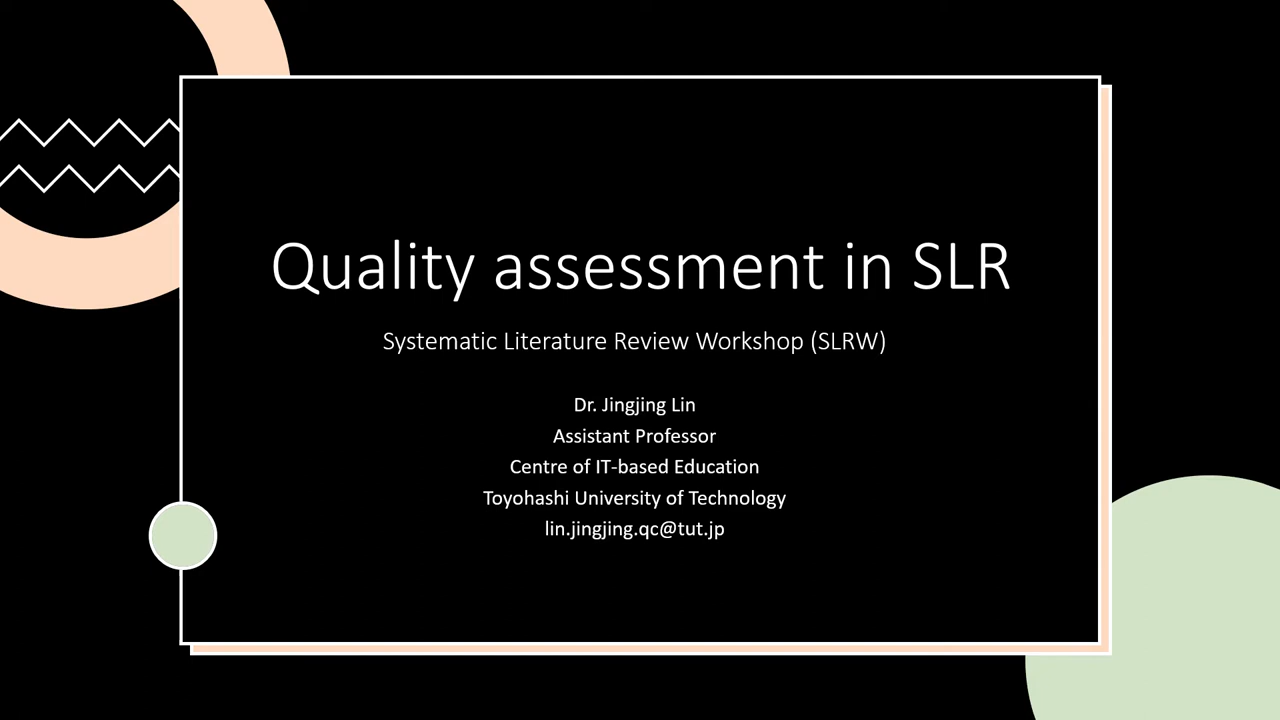 Quality assessment in SLR
Systematic Literature Review Workshop (SLRW)
Dr. Jingjing Lin
Assistant Professor
Centre of IT-based Education
Toyohashi University of Technology
lin.jingjing.qc@tut.jp